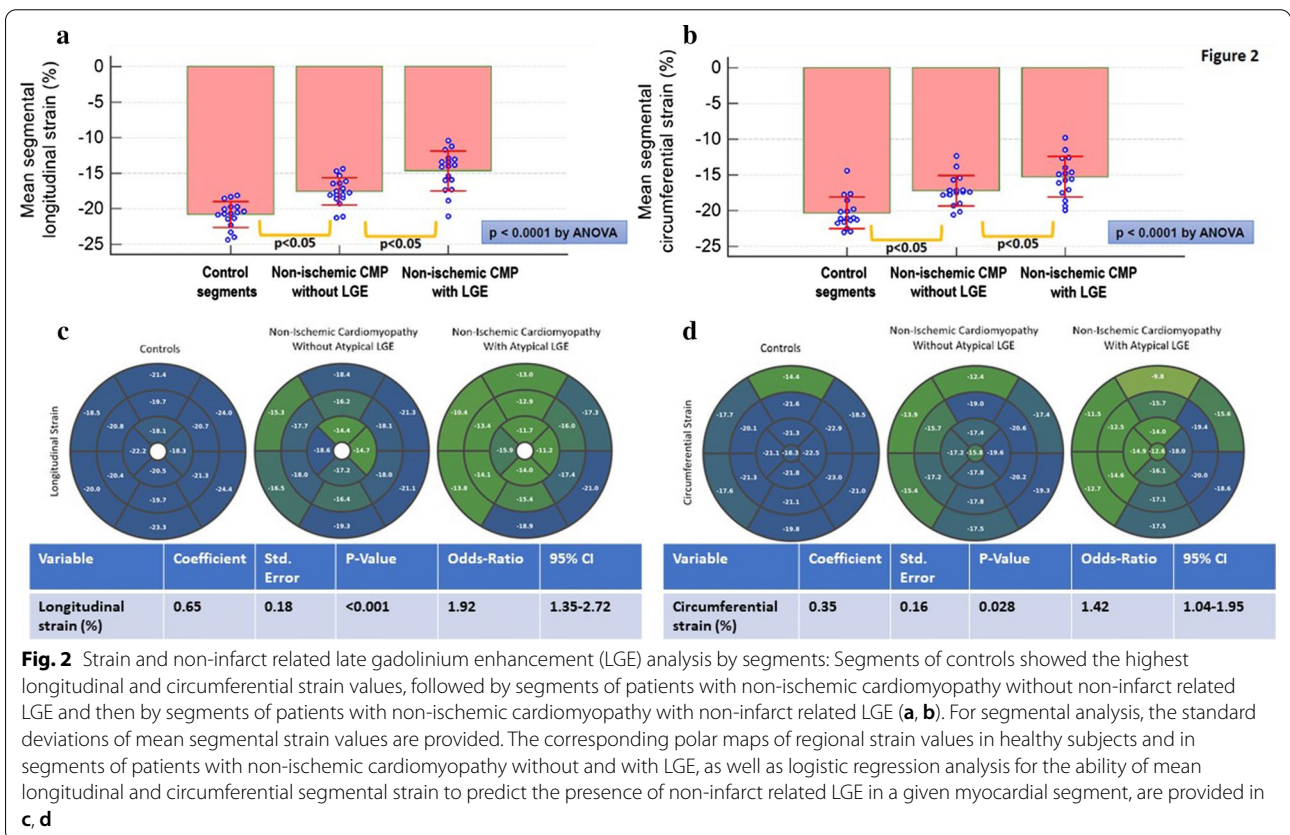 a
Mean segmental
longitudinal strain (%)
0
-5
-10
-15
-20
-25
p<0.05
p<0.05
p < 0.0001 by ANOVA
Control
segments
Non-ischemic CMP
without LGE
Non-ischemic CMP
with LGE
b
Figure 2
Mean segmental
circumferential strain (%)
0
-5
-10
-15
-20
-25
p<0.05
p<0.05
p < 0.0001 by ANOVA
Control
segments
Non-ischemic CMP
without LGE
Non-ischemic CMP
with LGE
c
Longitudinal Strain
Controls
-21.4
-18.5
-19.7
-24.0
-20.8
-20.7
-18.1
-22.2
-18.3
-20.5
-20.4
-21.3
-20.0
-24.4
-19.7
-23.3
Non-Ischemic Cardiomyopathy
Without Atypical LGE
-18.4
-15.3
-16.2
-21.3
-17.7
-18.1
-14.4
-18.6
-14.7
-17.2
-18.0
-18.0
-16.5
-21.1
-16.4
-19.3
Non-Ischemic Cardiomyopathy
With Atypical LGE
-13.0
-10.4
-12.9
-17.3
-13.4
-16.0
-11.7
-15.9
-11.2
-14.0
-14.1
-17.4
-13.8
-21.0
-15.4
-18.9
Variable Coefficient Std. Error P-Value Odds-Ratio 95% CI
Longitudinal strain (%) 0.65 0.18 <0.001 1.92 1.35-2.72
d
Circumferential Strain
Controls
-14.4
-17.7
-21.6
-18.5
-20.1
-22.9
-21.3
-21.1
-18.3
-22.5
-21.8
-21.3
-23.0
-17.6
-21.0
-21.1
-19.8
Non-Ischemic Cardiomyopathy
Without Atypical LGE
-12.4
-13.9
-19.0
-17.4
-15.7
-20.6
-17.4
-17.2
-15.8
-19.6
-17.8
-17.2
-20.2
-15.4
-19.3
-17.8
-17.5
Non-Ischemic Cardiomyopathy
With Atypical LGE
-9.8
-11.5
-15.7
-15.6
-12.5
-19.4
-14.0
-14.9
-12.6
-18.0
-16.1
-14.6
-20.0
-12.7
-18.6
-17.1
-17.5
Variable Coefficient Std. Error P-Value Odds-Ratio 95% CI
Circumferential strain (%) 0.35 0.16 0.028 1.42 1.04-1.95
Fig. 2 Strain and non-infarct related late gadolinium enhancement (LGE) analysis by segments: Segments of controls showed the highest
longitudinal and circumferential strain values, followed by segments of patients with non-ischemic cardiomyopathy without non-infarct related
LGE and then by segments of patients with non-ischemic cardiomyopathy with non-infarct related LGE (a, b). For segmental analysis, the standard
deviations of mean segmental strain values are provided. The corresponding polar maps of regional strain values in healthy subjects and in
segments of patients with non-ischemic cardiomyopathy without and with LGE, as well as logistic regression analysis for the ability of mean
longitudinal and circumferential segmental strain to predict the presence of non-infarct related LGE in a given myocardial segment, are provided in
c, d